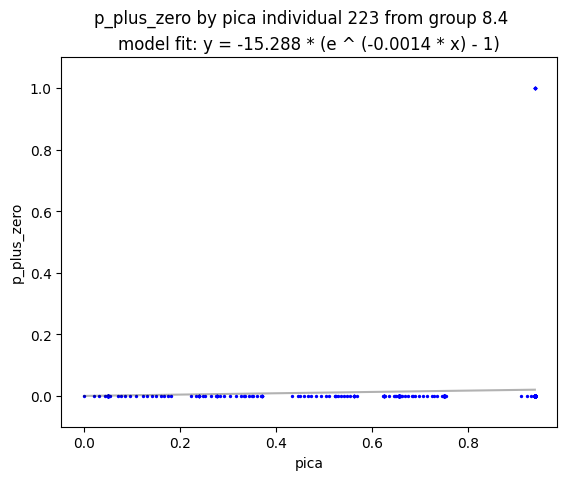 p_plus_zero by pica individual 223 from group 8.4
model fit: y = -15.288 * (e ^ (-0.0014 * x) - 1)
1.0
0.8
0.6
0.4
0.2
0.0
p_plus_zero
0.0 0.2 0.4 0.6 0.8
pica